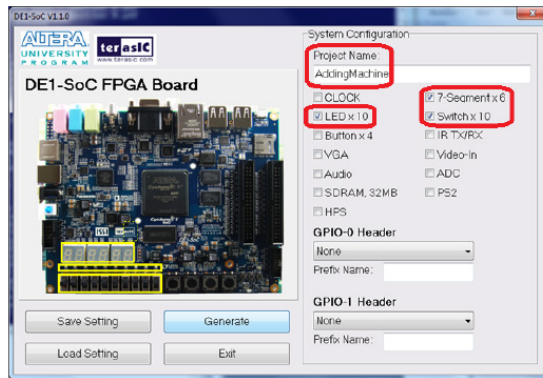 DE1-SoC V1.1.0
ALTERA
UNIVERSITY
PROGRAM
terasIC
www.terasic.com
DE1-SoC FPGA Board
Save Setting
Generate
Load Setting
Exit
System Configuration
Project Name:
AddingMachine
CLOCK
7-Segment x 6
LED x 10
Switch x 10
Button x 4
IR TX/RX
VGA
Video-In
Audio
ADC
SDRAM, 32MB
PS2
HPS
GPIO-0 Header
None
Prefix Name:
GPIO-1 Header
None
Prefix Name: